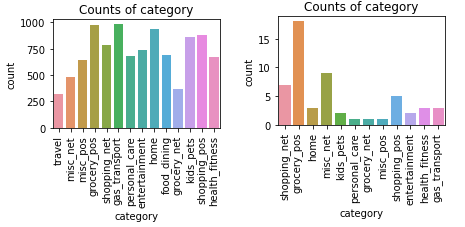 Counts of category
1000
750
500
250
0
count
travel
misc_net
misc_pos
grocery_pos
shopping_net
gas_transport
personal_care
entertainment
home
food_dining
grocery_net
kids_pets
shopping_pos
health_fitness
category
Counts of category
15
10
5
0
count
shopping_net
grocery_pos
home
misc_net
kids_pets
personal_care
grocery_net
misc_pos
shopping_pos
entertainment
health_fitness
gas_transport
category